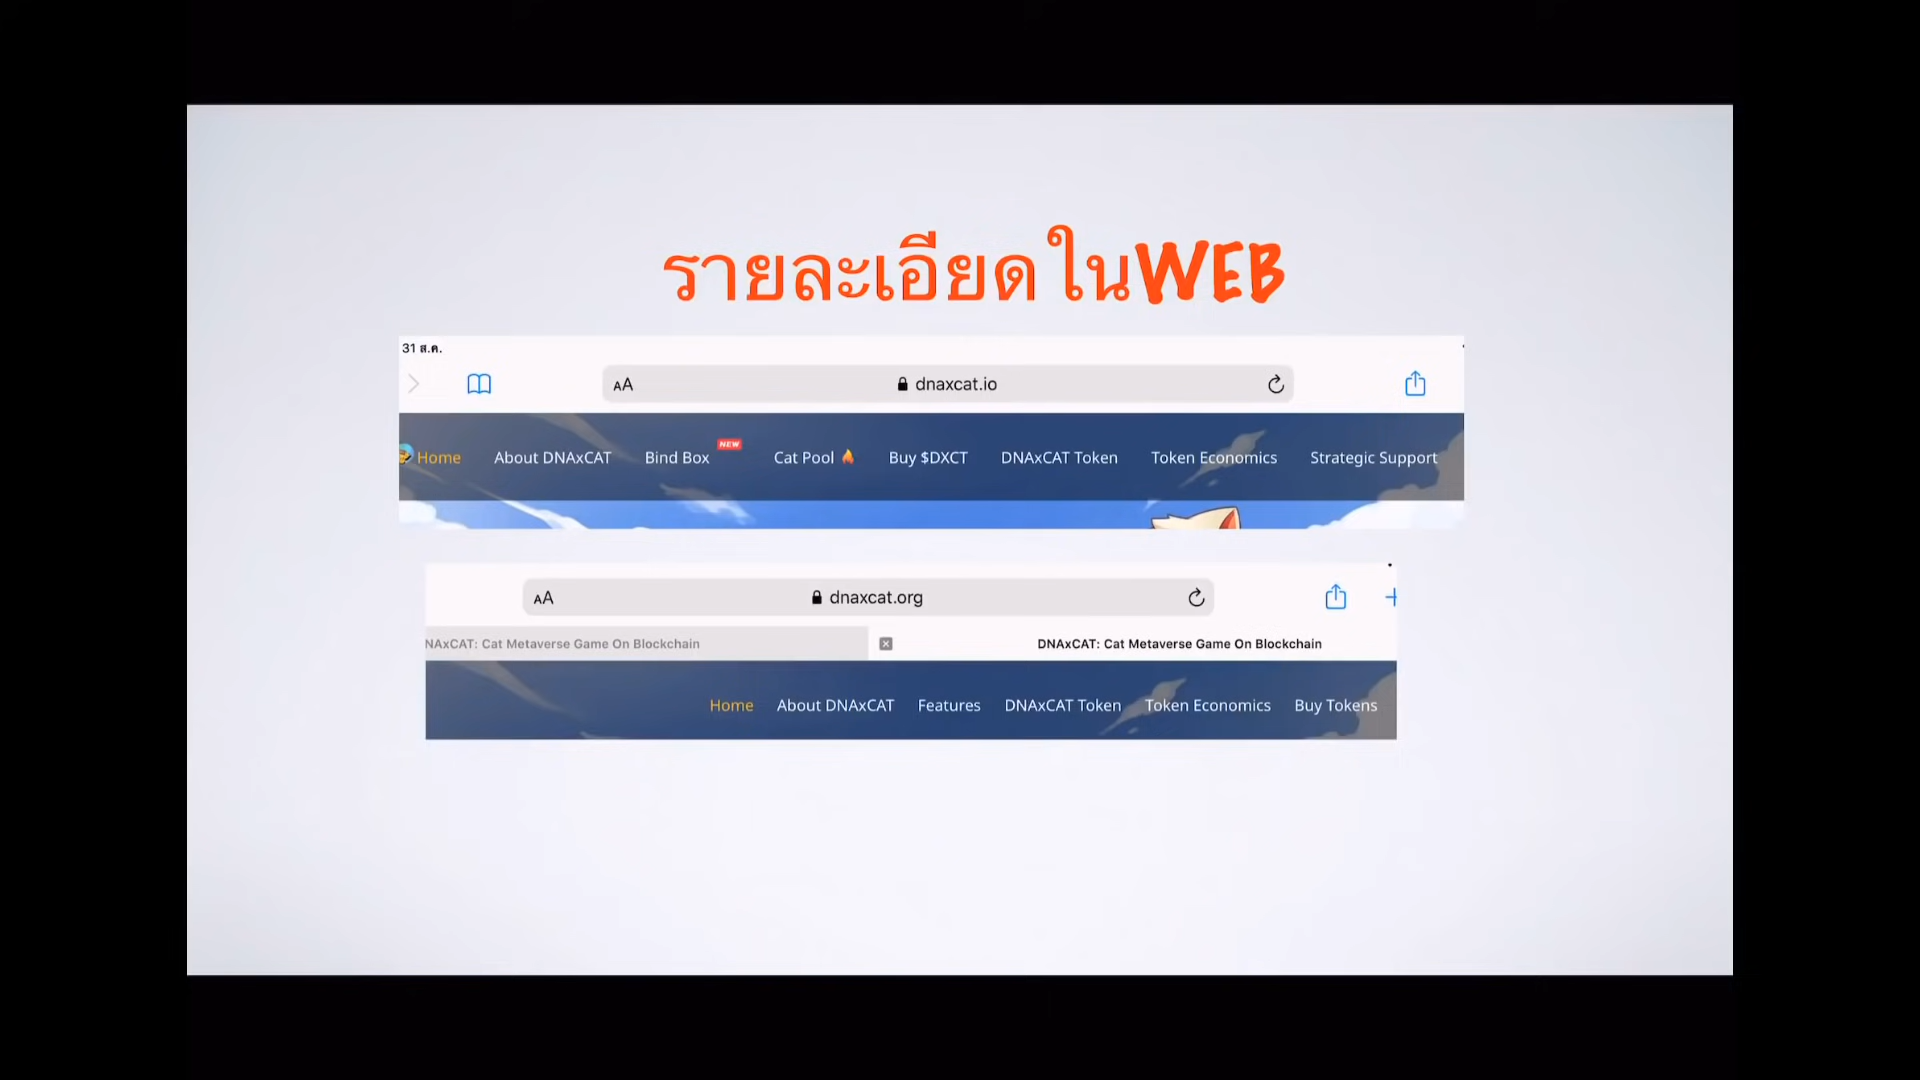 รายละเอียดในWEB
31 ส.ค.
AA dnaxcat.io
NEW
Home About DNAxCAT Bind Box Cat Pool Buy $DXCT DNAxCAT Token Token Economics Strategic Support
AA dnaxcat.org
NAxCAT: Cat Metaverse Game On Blockchain DNAxCAT: Cat Metaverse Game On Blockchain
Home About DNAxCAT Features DNAxCAT Token Token Economics Buy Tokens